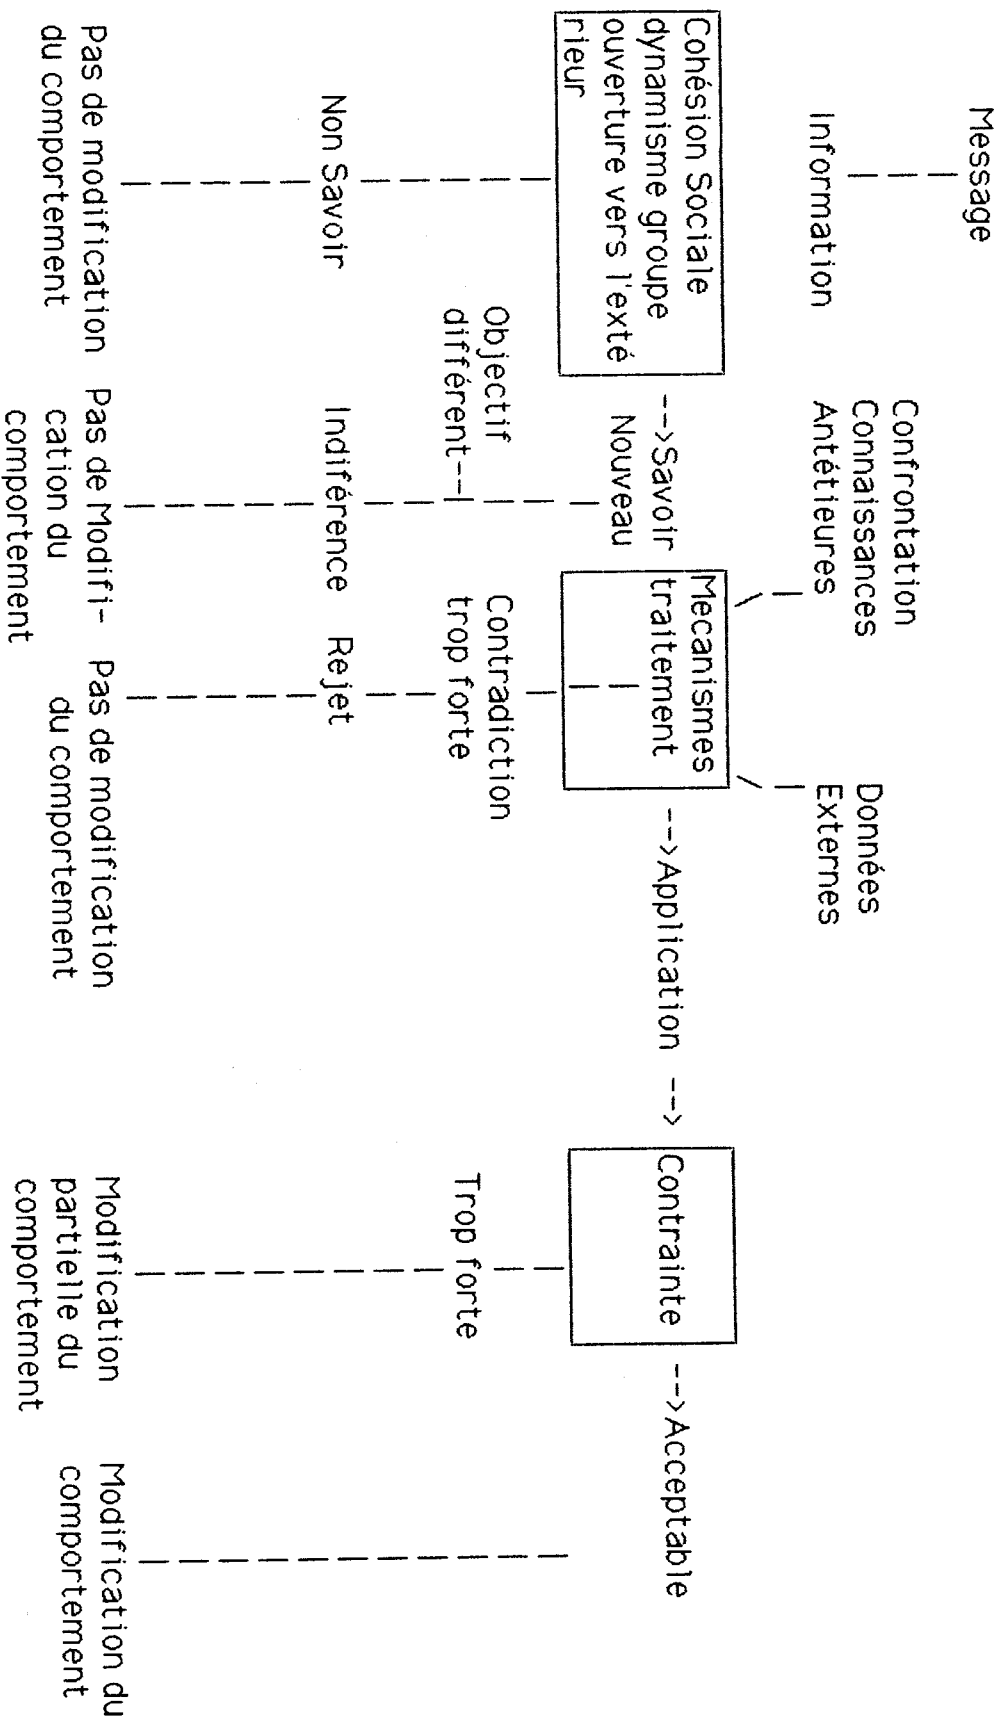 Message
Information
Confrontation
Connaissances
Antétieures
Données
Externes
Cohésion Sociale
dynamisme groupe
ouverture vers l'exté
rieur
-->Savoir
Nouveau
Mecanismes
traitement
-->Application -->
Contrainte
-->Acceptable
Objectif
différent--
Contradiction
trop forte
Trop forte
Non Savoir
Indiférence
Rejet
Pas de modification
du comportement
Pas de Modifi-
cation du
comportement
Pas de modification
du comportement
Modification
partielle du
comportement
Modification du
comportement